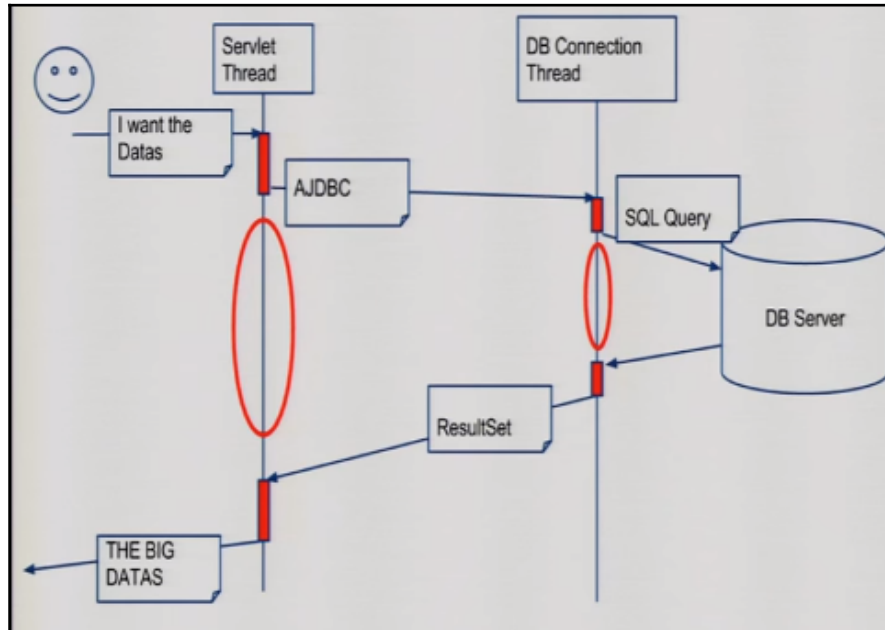 Servlet
Thread
DB Connection
Thread
I want the
Datas
AJDBC
SQL Query
DB Server
ResultSet
THE BIG
DATAS